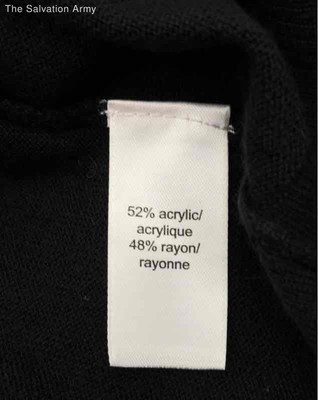 The Salvation Army
52% acrylic/
acrylique
48% rayon/
rayonne